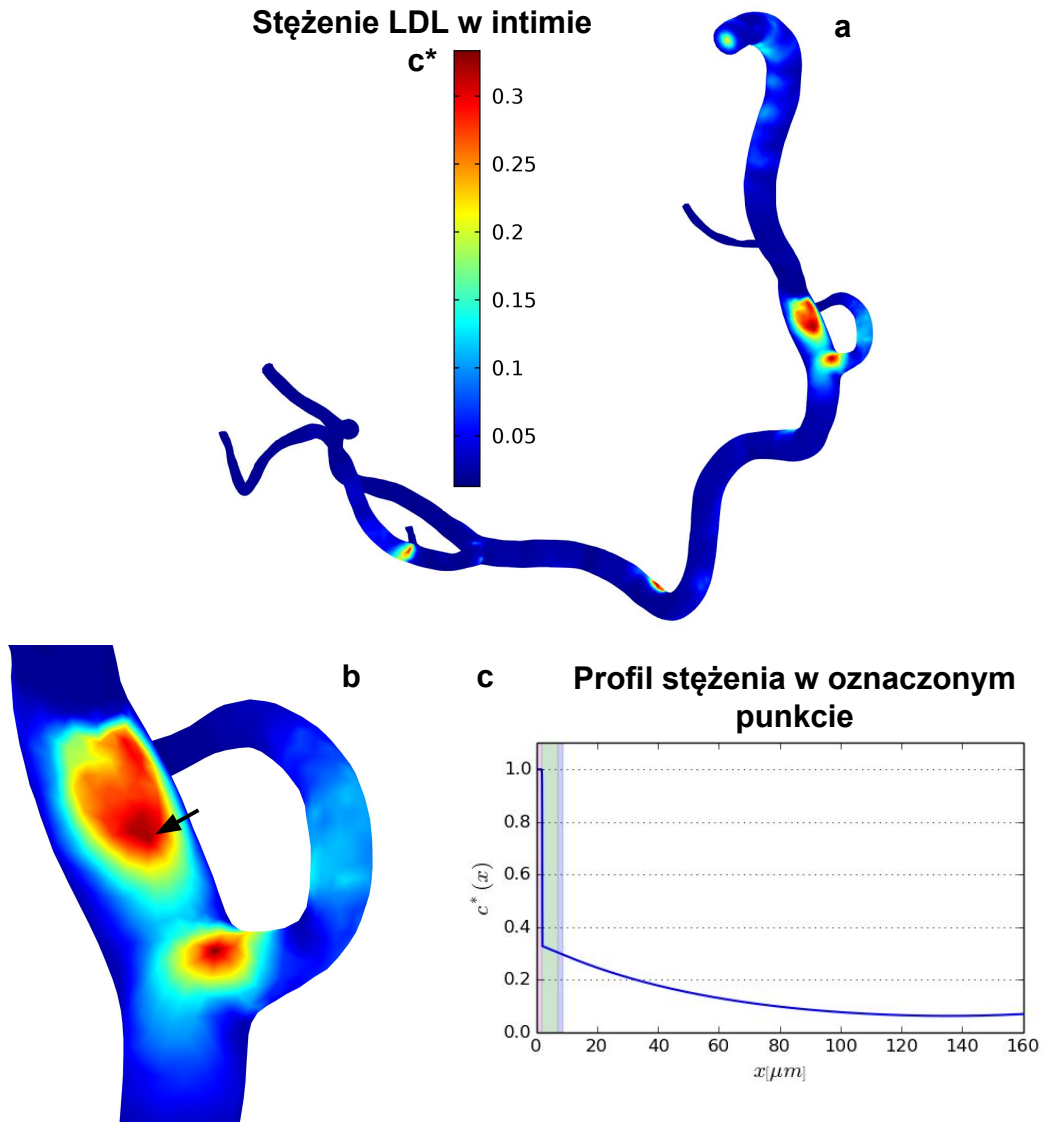 Stężenie LDL w intimie
a
c*
0.3
0.25
0.2
0.15
0.1
0.05
b
c
Profil stężenia w oznaczonym
punkcie
1.0
0.8
0.6
0.4
0.2
0.0
c* (x)
0 20 40 60 80 100 120 140 160
x[μm]